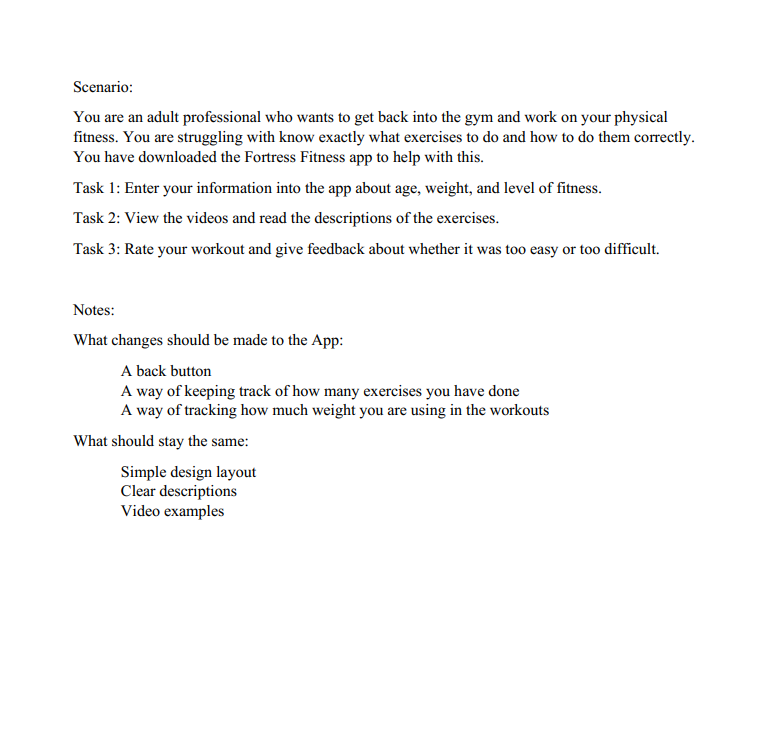 Scenario:
You are an adult professional who wants to get back into the gym and work on your physical
fitness. You are struggling with know exactly what exercises to do and how to do them correctly.
You have downloaded the Fortress Fitness app to help with this.
Task 1: Enter your information into the app about age, weight, and level of fitness.
Task 2: View the videos and read the descriptions of the exercises.
Task 3: Rate your workout and give feedback about whether it was too easy or too difficult.
Notes:
What changes should be made to the App:
A back button
A way of keeping track of how many exercises you have done
A way of tracking how much weight you are using in the workouts
What should stay the same:
Simple design layout
Clear descriptions
Video examples